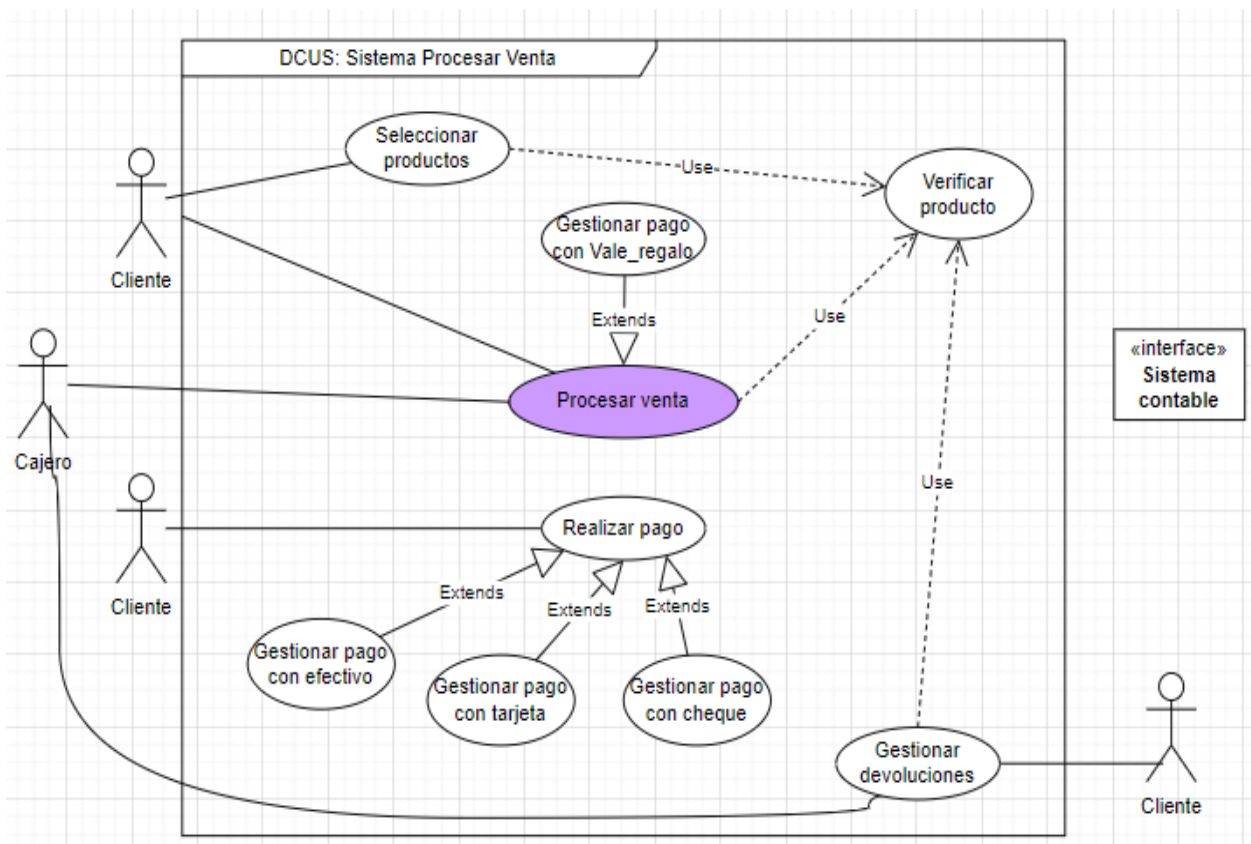 DCUS: Sistema Procesar Venta
Seleccionar
productos
Use
Verificar
producto
Gestionar pago
con Vale_regalo
Cliente
Extends
Use
«interface»
Sistema
contable
Procesar venta
Cajero
Use
Realizar pago
Extends
Extends
Extends
Cliente
Gestionar pago
con efectivo
Gestionar pago
con tarjeta
Gestionar pago
con cheque
Gestionar
devoluciones
Cliente